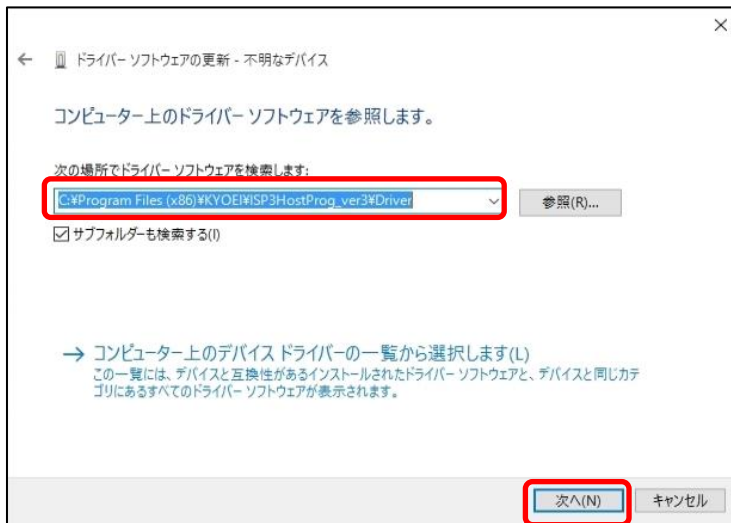 ← ドライバー ソフトウェアの更新 - 不明なデバイス
コンピューター上のドライバー ソフトウェアを参照します。
次の場所でドライバー ソフトウェアを検索します:
C:¥Program Files (x86)¥KYOEI¥ISP3HostProg_ver3¥Driver
参照(R)...
サブフォルダーも検索する(I)
→ コンピューター上のデバイス ドライバーの一覧から選択します(L)
この一覧には、デバイスと互換性があるインストールされたドライバー ソフトウェアと、デバイスと同じカテ
ゴリにあるすべてのドライバー ソフトウェアが表示されます。
次へ(N)
キャンセル